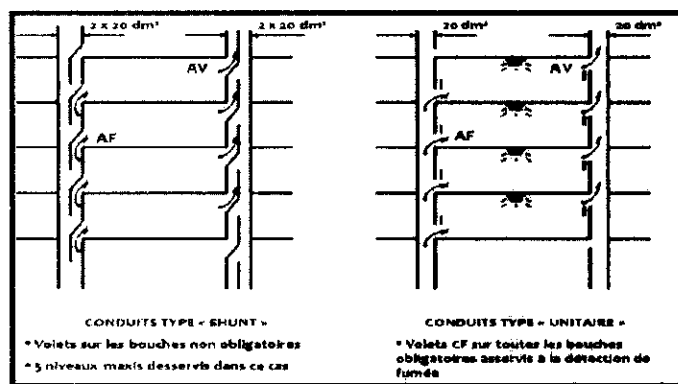 2 x 20 dm²
2 x 20 dm²
20 dm²
20 dm²
AV
AV
AF
AF
CONDUITS TYPE « SHUNT »
* Volets sur les bouches non obligatoires
* 5 niveaux maxis desservis dans ce cas
CONDUITS TYPE « UNITAIRE »
* Volets CF sur toutes les bouches
obligatoires asservis à la détection de
fumée